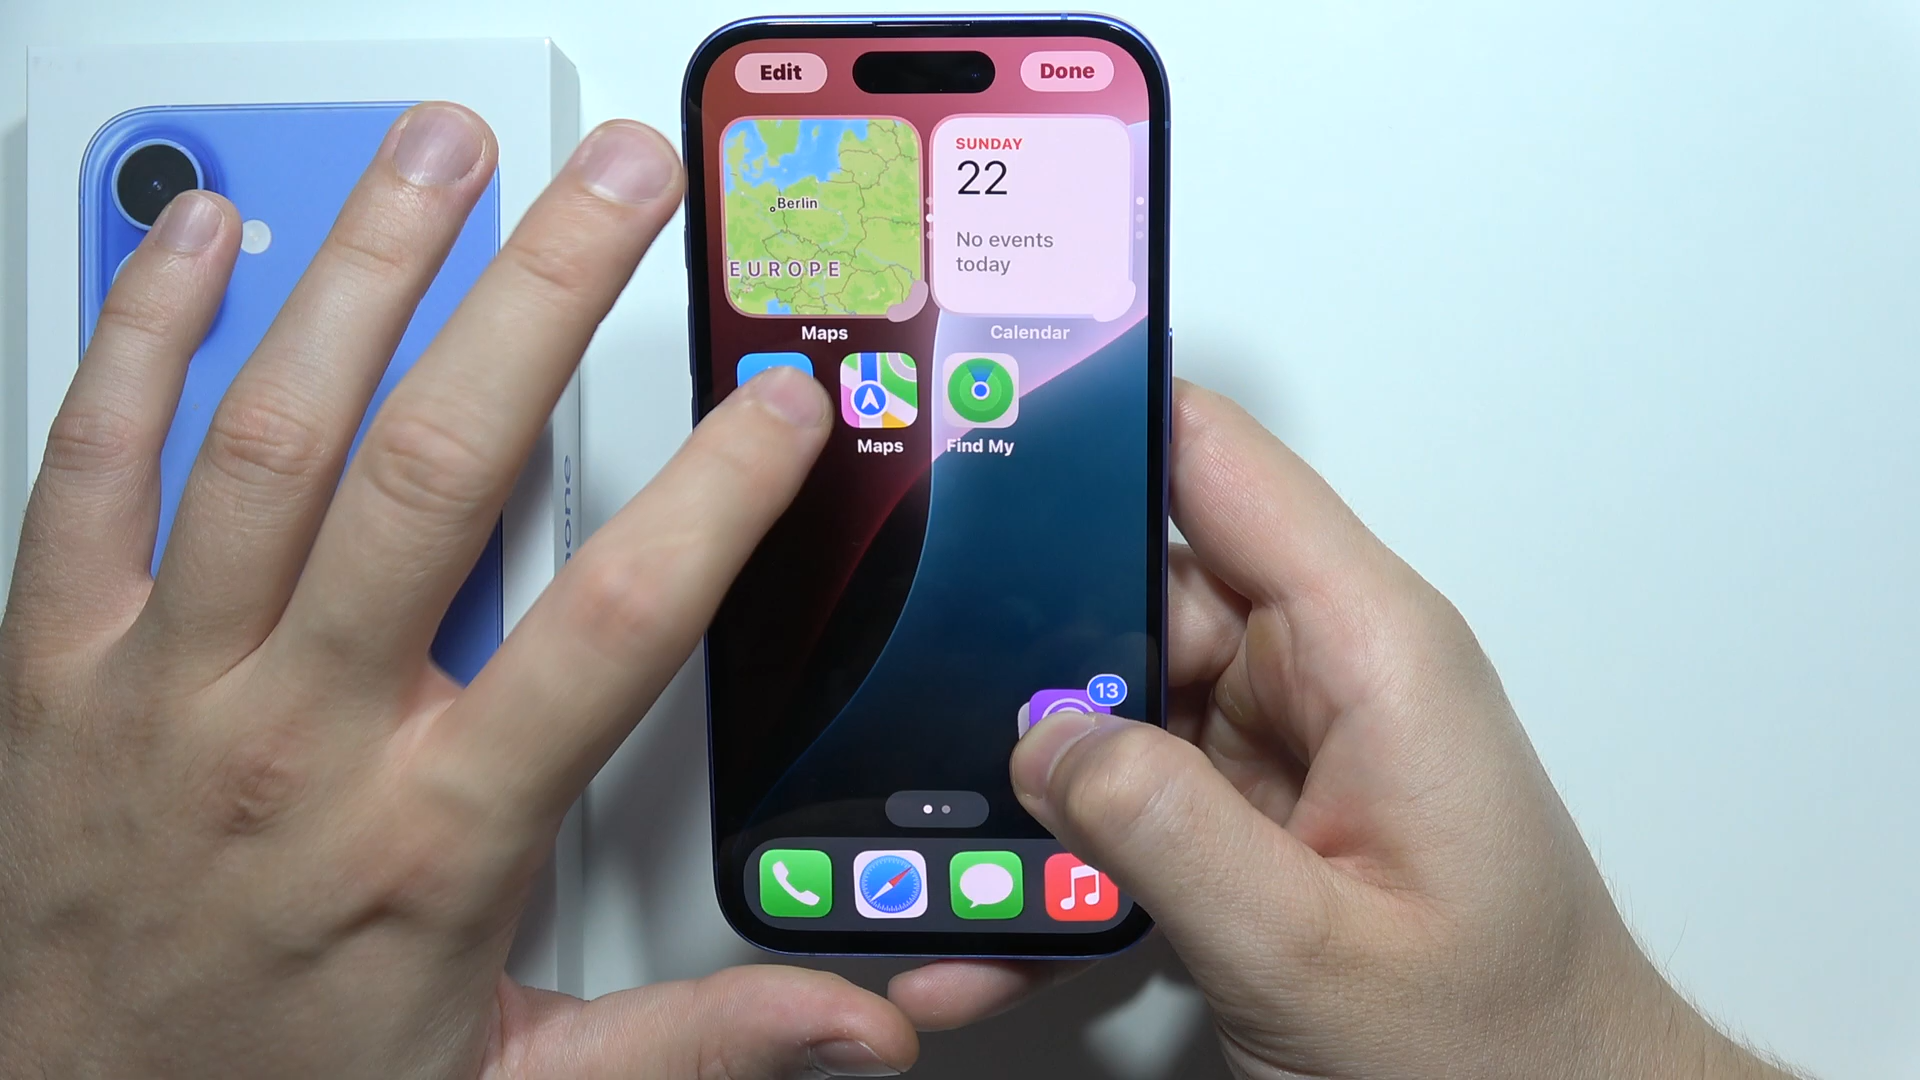 Edit
Done
Berlin
EUROPE
SUNDAY
22
No events
today
Maps
Calendar
Maps
Find My
13